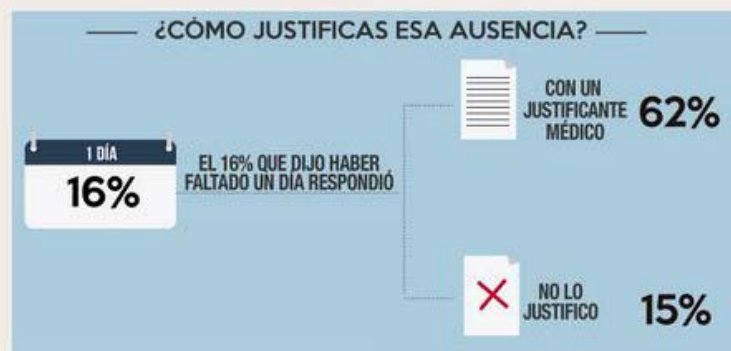 ¿CÓMO JUSTIFICAS ESA AUSENCIA?
1 DÍA
16%
EL 16% QUE DIJO HABER
FALTADO UN DÍA RESPONDIÓ
CON UN
JUSTIFICANTE
MÉDICO
62%
NO LO
JUSTIFICO
15%